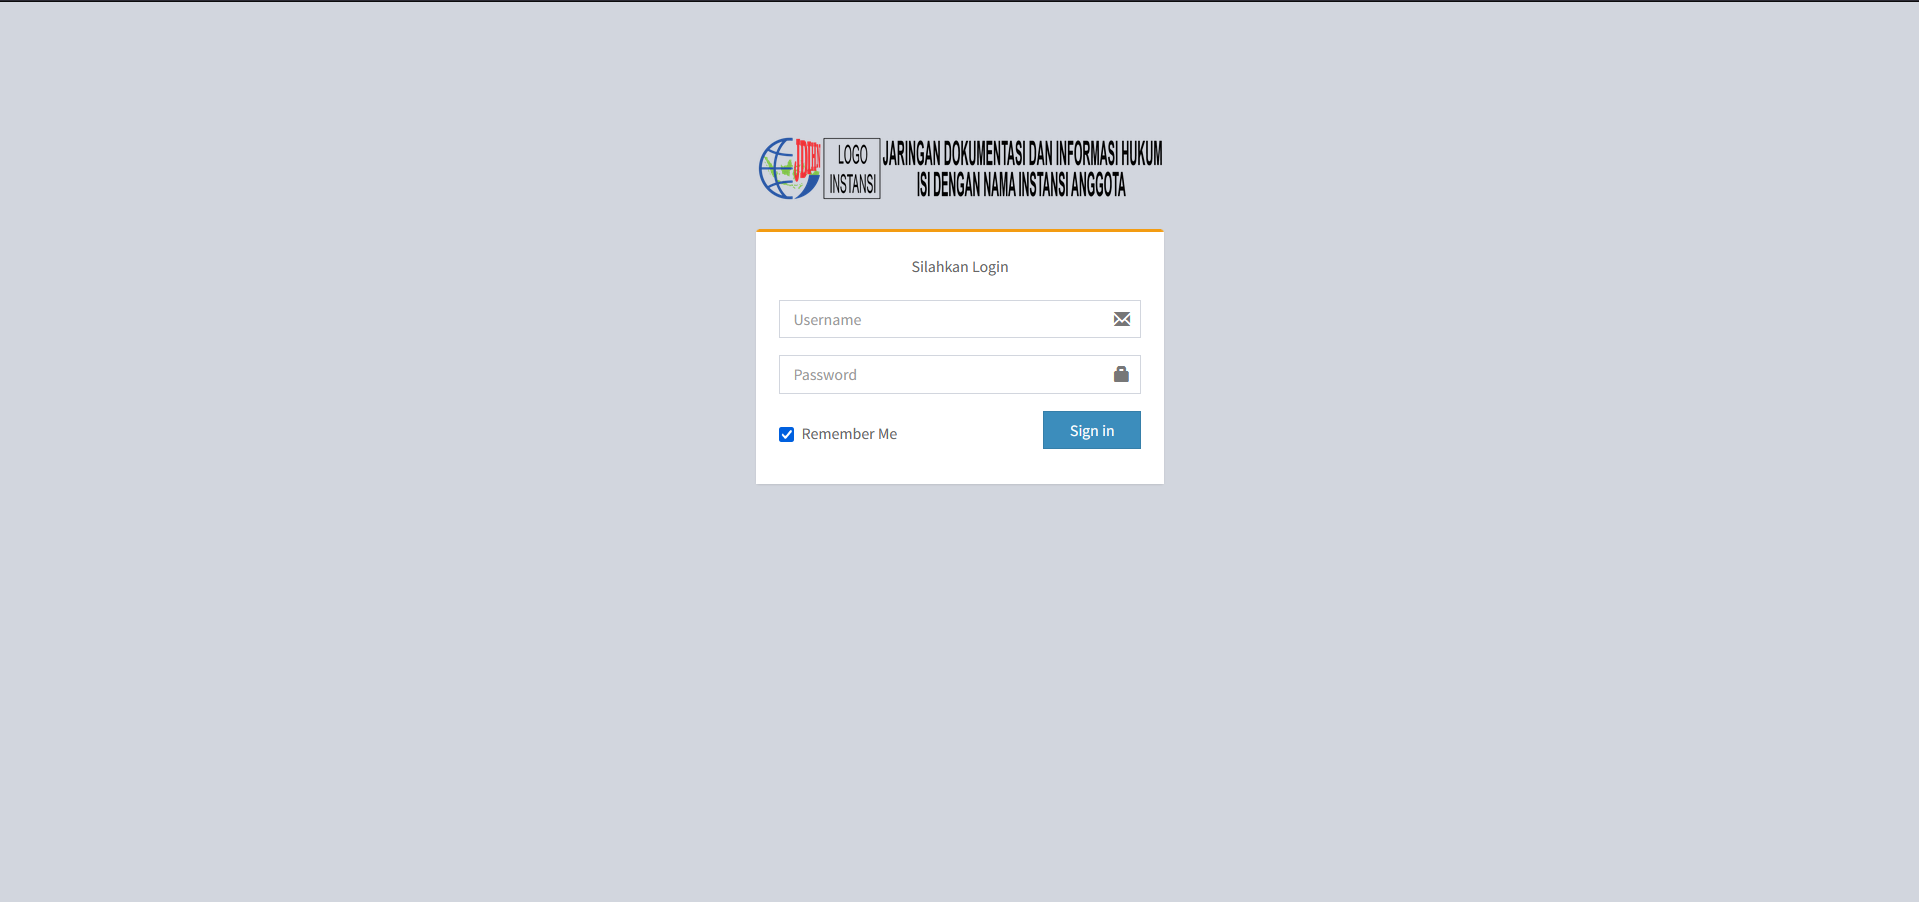 JDIHN
LOGO
INSTANSI
JARINGAN DOKUMENTASI DAN INFORMASI HUKUM
ISI DENGAN NAMA INSTANSI ANGGOTA
Silahkan Login
Username
Password
Remember Me
Sign in